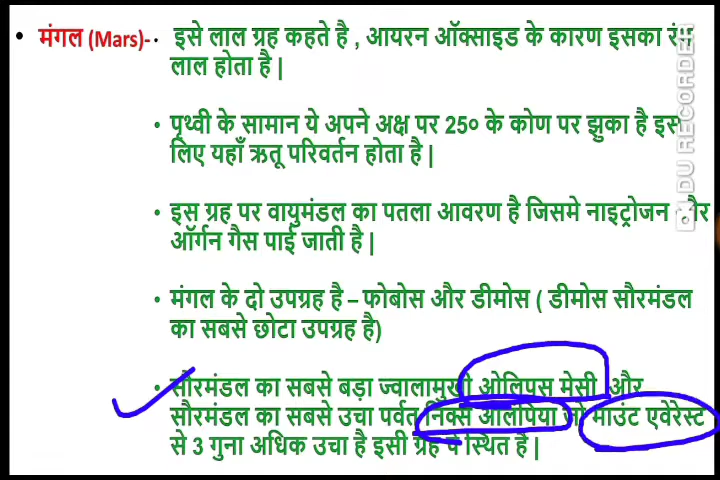 • मंगल (Mars)-• इसे लाल ग्रह कहते है , आयरन ऑक्साइड के कारण इसका रंग
लाल होता है |
• पृथ्वी के सामान ये अपने अक्ष पर 25० के कोण पर झुका है इस
लिए यहाँ ऋतू परिवर्तन होता है |
• इस ग्रह पर वायुमंडल का पतला आवरण है जिसमे नाइट्रोजन और
ऑर्गन गैस पाई जाती है |
• मंगल के दो उपग्रह है – फोबोस और डीमोस ( डीमोस सौरमंडल
का सबसे छोटा उपग्रह है)
• सौरमंडल का सबसे बड़ा ज्वालामुखी ओलिपस मेसी और
सौरमंडल का सबसे उचा पर्वत निक्स ओलंपिया जो माउंट एवेरेस्ट
से 3 गुना अधिक उचा है इसी ग्रह पे स्थित है |
DU RECORDER